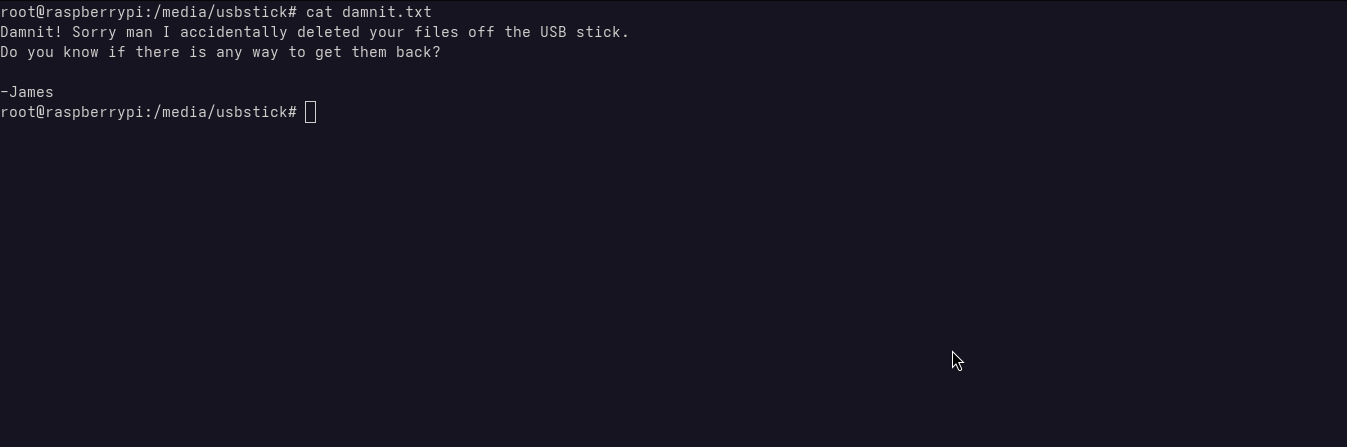 root@raspberrypi:/media/usbstick# cat damnit.txt
Damnit! Sorry man I accidentally deleted your files off the USB stick.
Do you know if there is any way to get them back?
-James
root@raspberrypi:/media/usbstick#